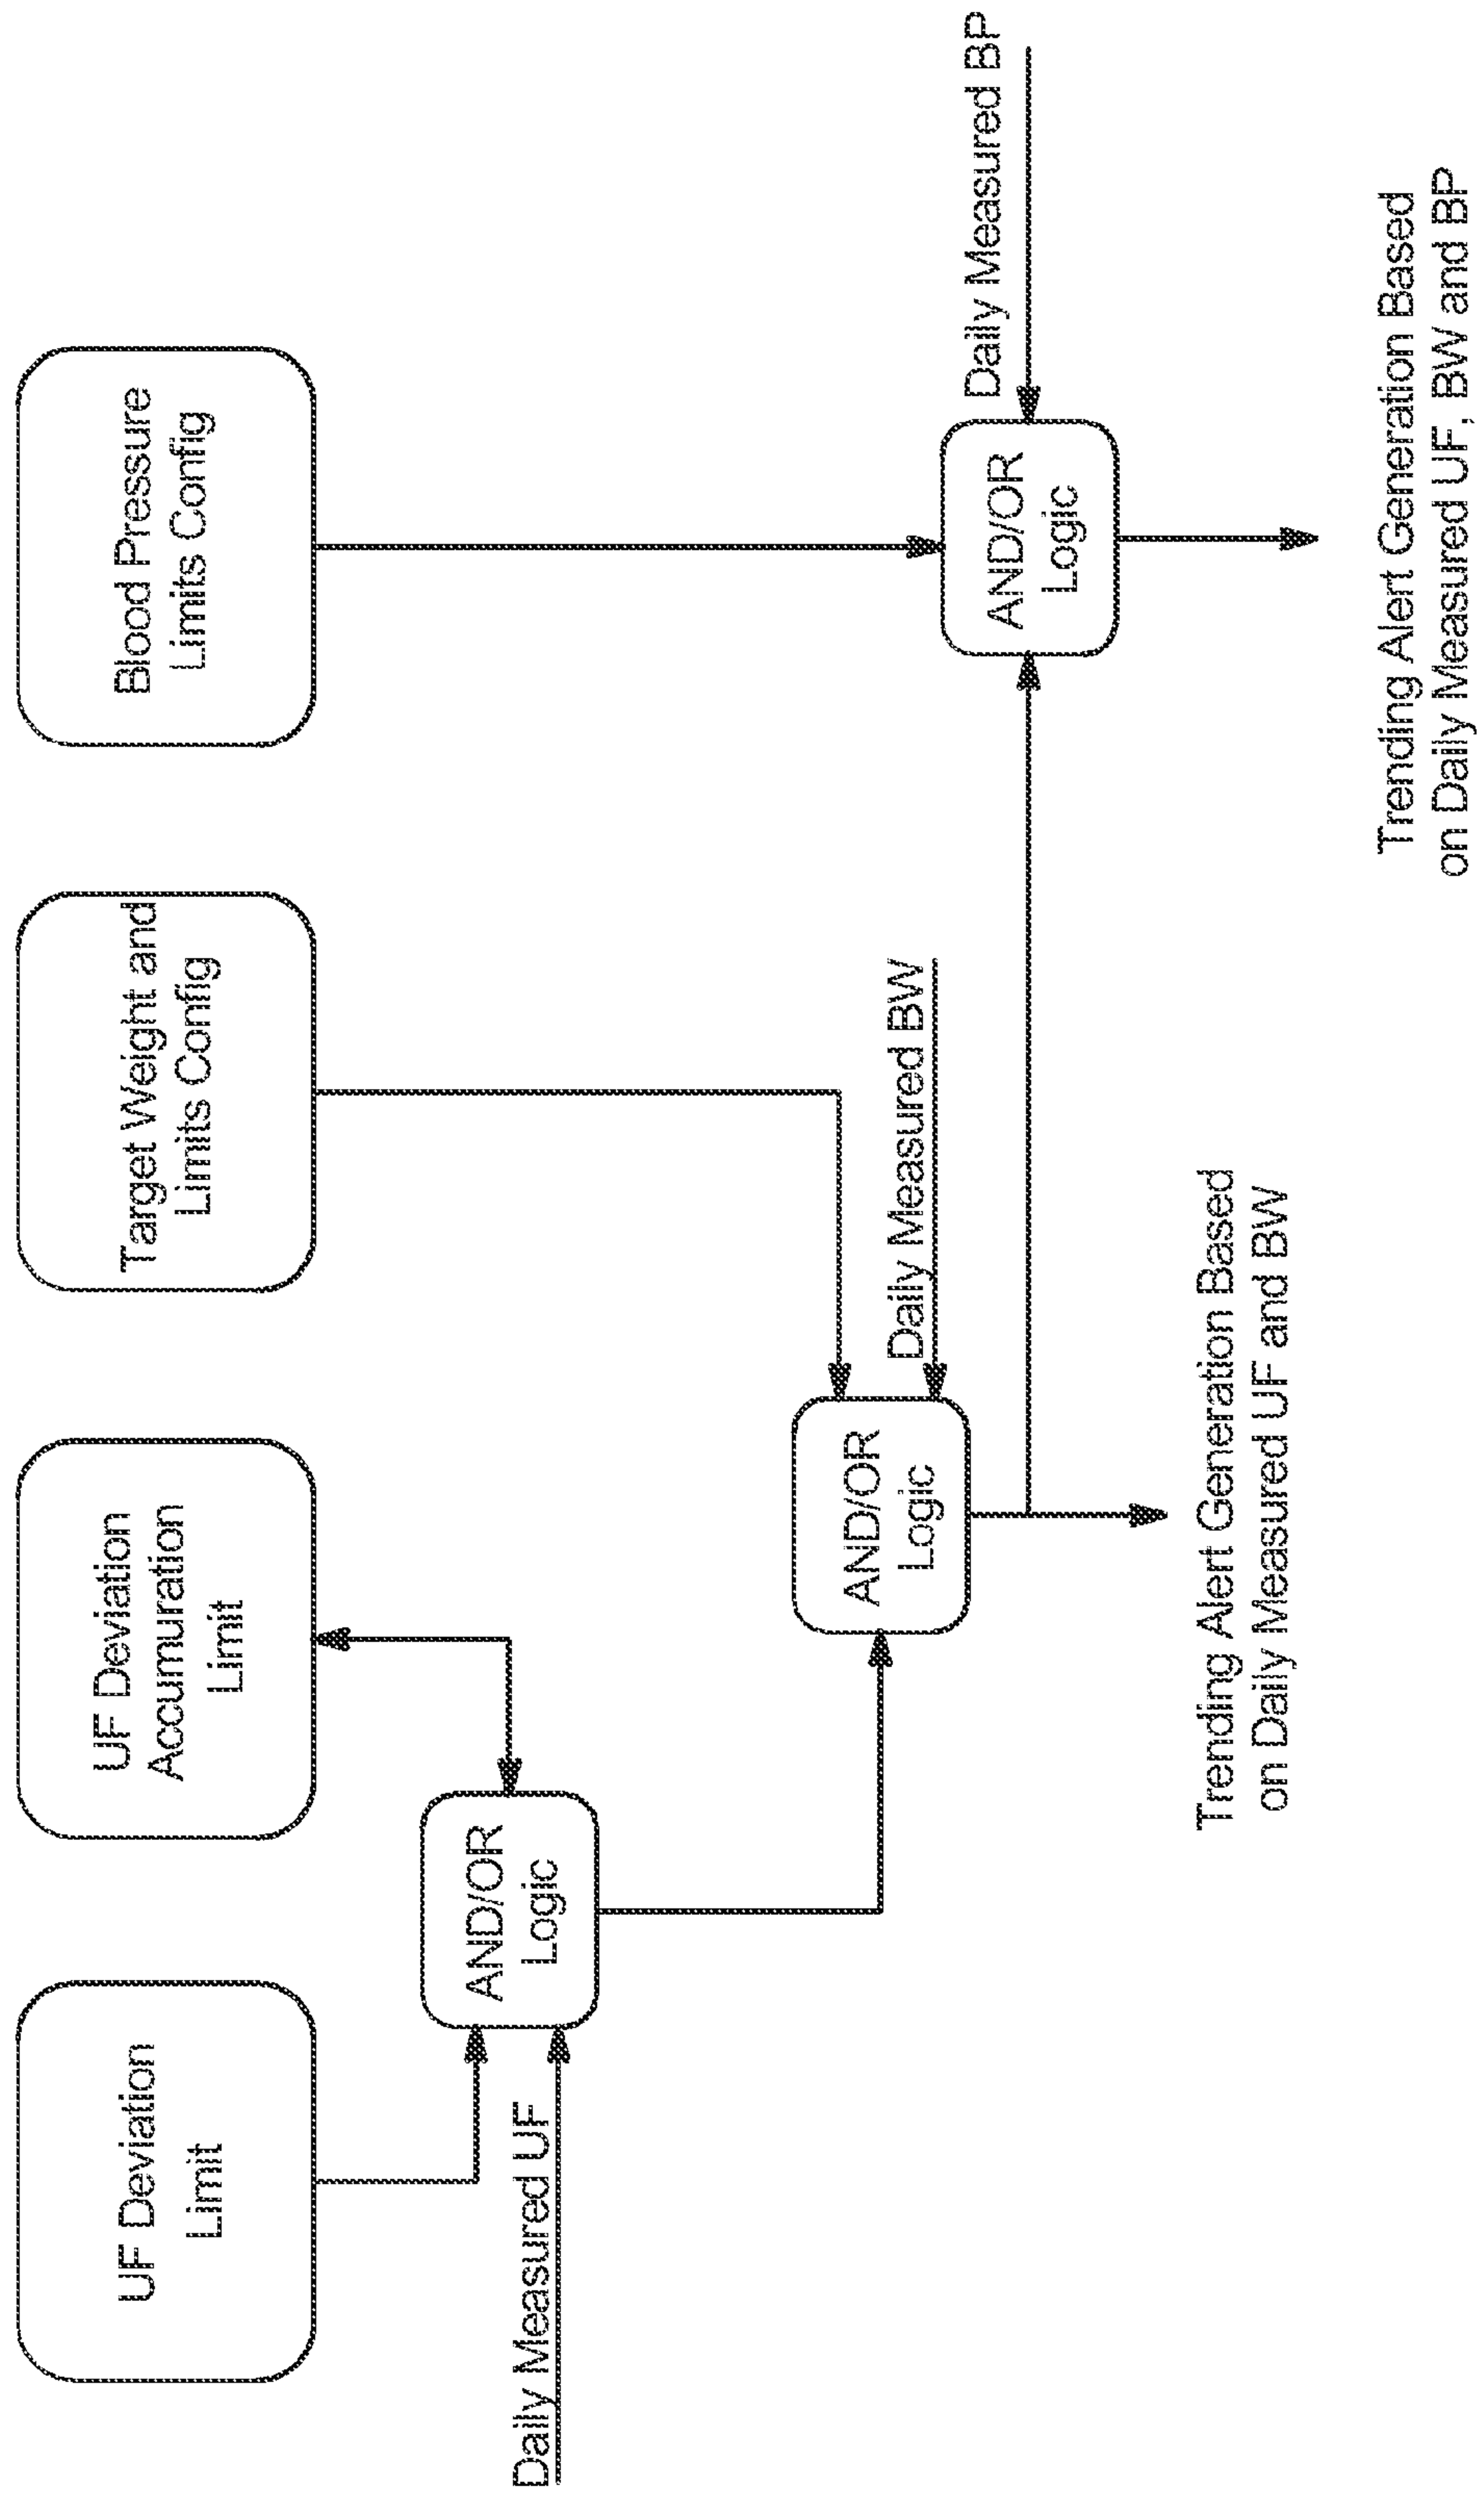 UF Deviation
Limit
UF Deviation
Accumuration
Limit
Target Weight and
Limits Config
Blood Pressure
Limits Config
Daily Measured UF
AND/OR
Logic
AND/OR
Logic
Daily Measured BW
AND/OR
Logic
Daily Measured BP
Trending Alert Generation Based
on Daily Measured UF and BW
Trending Alert Generation Based
on Daily Measured UF, BW and BP